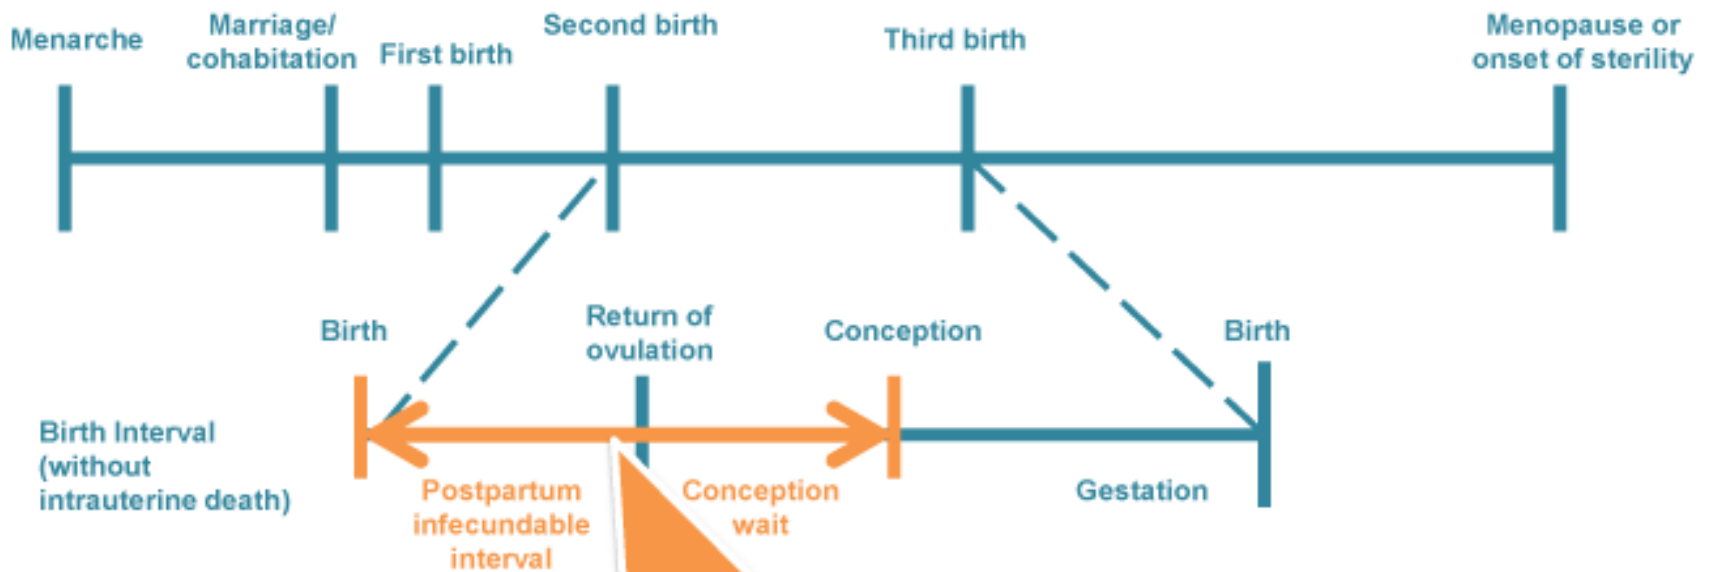 Menarche
Marriage/
cohabitation
First birth
Second birth
Third birth
Menopause or
onset of sterility
Birth
Return of
ovulation
Conception
Birth
Birth Interval
(without
intrauterine death)
Postpartum
infecundable
interval
Conception
wait
Gestation